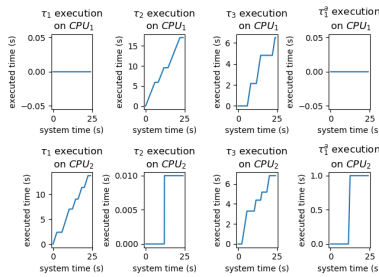 τ₁ execution on CPU₁
τ₂ execution on CPU₁
τ₃ execution on CPU₁
τ₁ᵃ execution on CPU₁
executed time (s)
0.05
0.00
−0.05
0
25
system time (s)
executed time (s)
15
10
5
0
0
25
system time (s)
executed time (s)
6
4
2
0
0
25
system time (s)
executed time (s)
0.05
0.00
−0.05
0
25
system time (s)
τ₁ execution on CPU₂
τ₂ execution on CPU₂
τ₃ execution on CPU₂
τ₁ᵃ execution on CPU₂
executed time (s)
10
5
0
0
25
system time (s)
executed time (s)
0.010
0.005
0.000
0
25
system time (s)
executed time (s)
6
4
2
0
0
25
system time (s)
executed time (s)
1.0
0.5
0.0
0
25
system time (s)